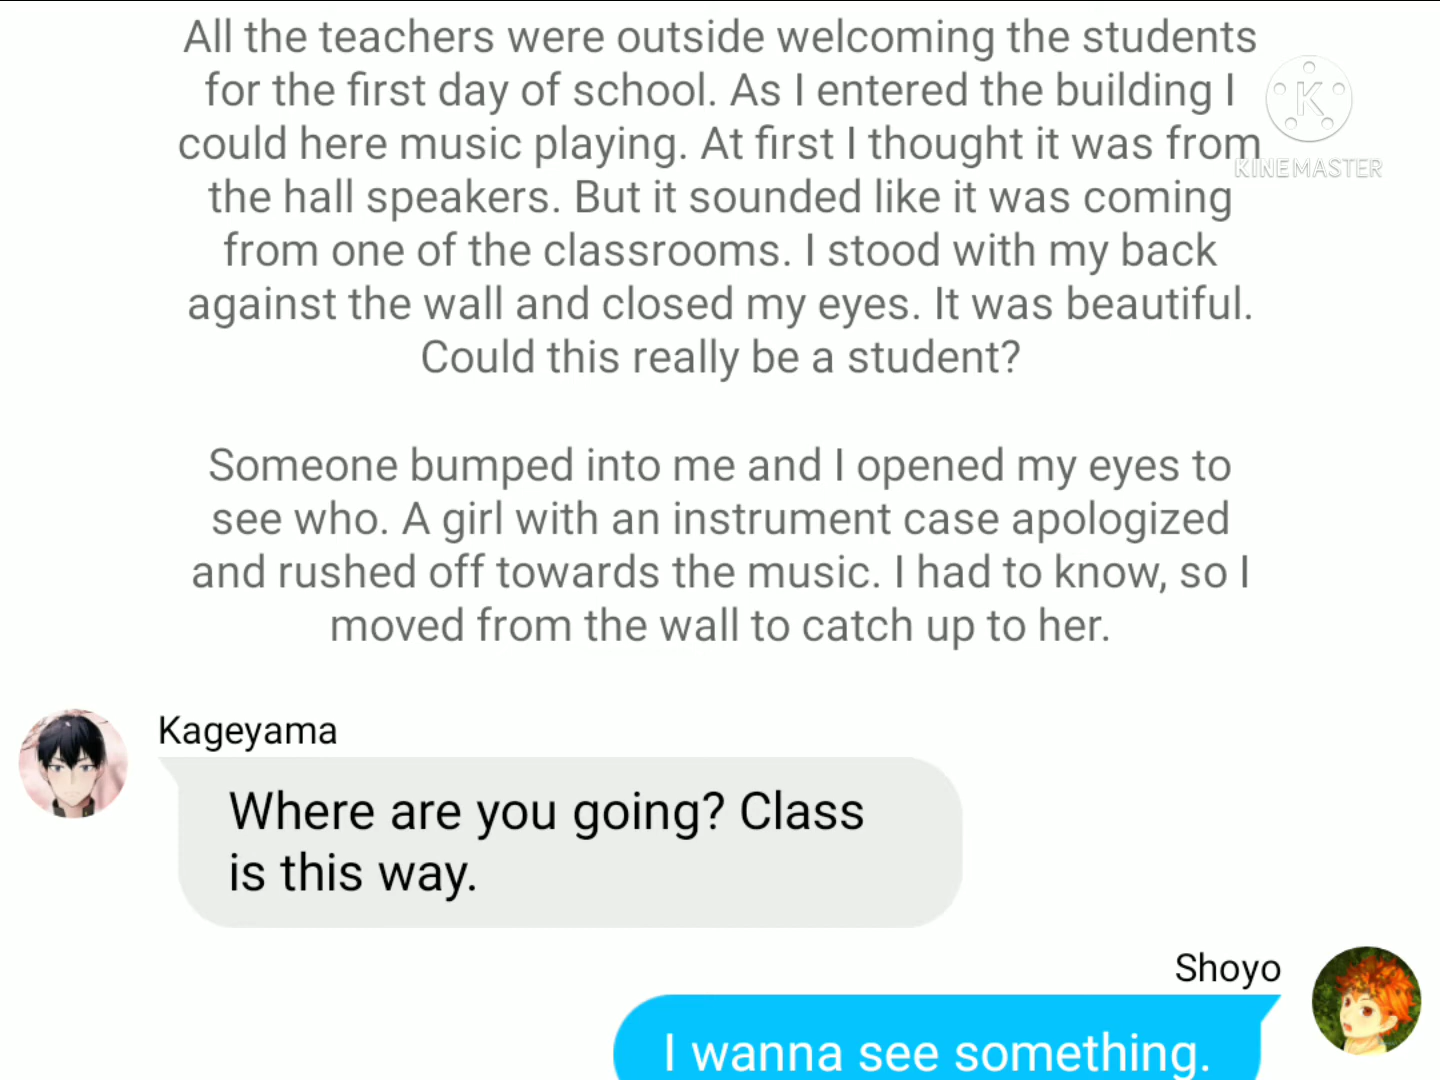 All the teachers were outside welcoming the students
for the first day of school. As I entered the building I
could here music playing. At first I thought it was from
the hall speakers. But it sounded like it was coming
from one of the classrooms. I stood with my back
against the wall and closed my eyes. It was beautiful.
Could this really be a student?
Someone bumped into me and I opened my eyes to
see who. A girl with an instrument case apologized
and rushed off towards the music. I had to know, so I
moved from the wall to catch up to her.
K
KINEMASTER
Kageyama
Where are you going? Class
is this way.
Shoyo
I wanna see something.